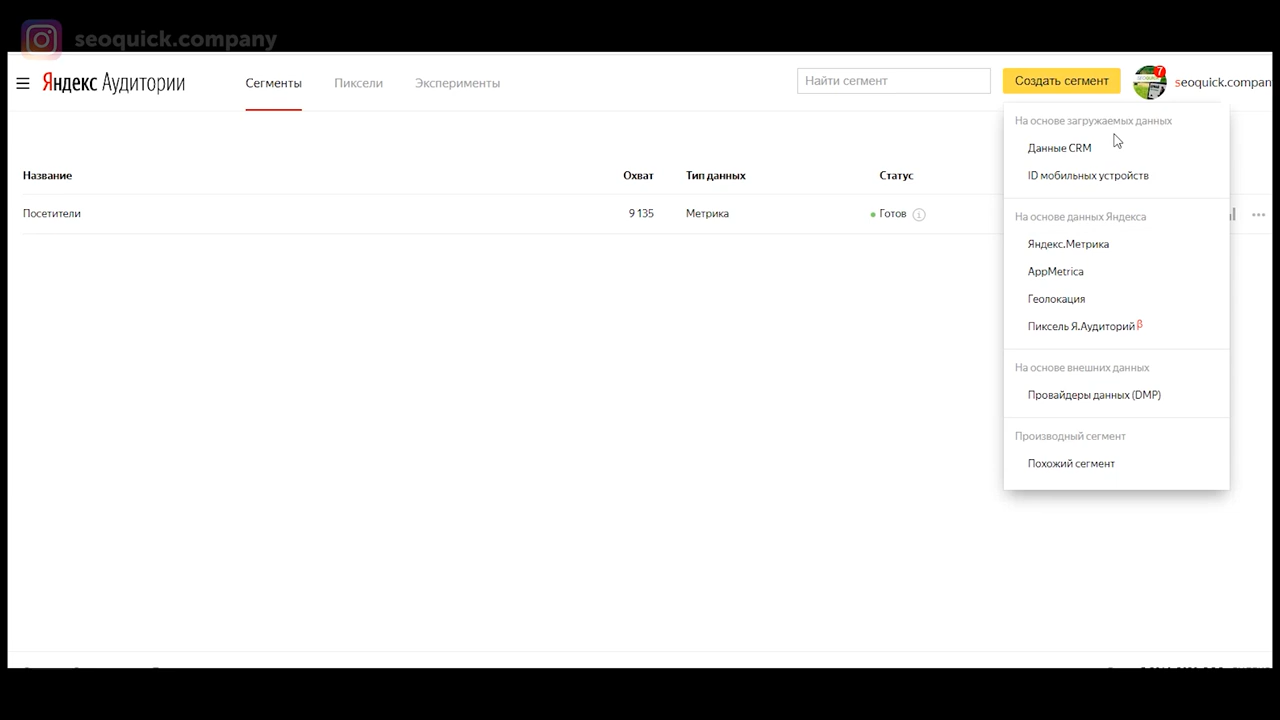 seoquick.company
Яндекс Аудитории
Сегменты
Пиксели
Эксперименты
Найти сегмент
Создать сегмент
7
seoquick.compan
На основе загружаемых данных
Данные CRM
ID мобильных устройств
На основе данных Яндекса
Яндекс.Метрика
AppMetrica
Геолокация
Пиксель Я.Аудиторий β
На основе внешних данных
Провайдеры данных (DMP)
Производный сегмент
Похожий сегмент
Название
Охват
Тип данных
Статус
Посетители
9 135
Метрика
Готов